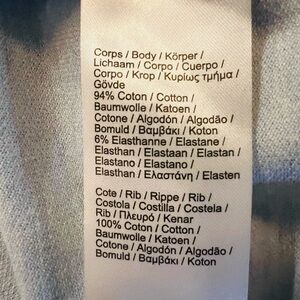 Corps / Body / Körper /
Lichaam / Corpo / Cuerpo /
Corpo / Krop / Κυρίως τμήμα /
Gövde
94% Coton / Cotton /
Baumwolle / Katoen /
Cotone / Algodón / Algodão /
Bomuld / Βαμβάκι / Koton
6% Elasthanne / Elastane /
Elasthan / Elastaan / Elastan /
Elastano / Elastano /
Elasthan / Ελαστάνη / Elasten
Cote / Rib / Rippe / Rib /
Costola / Costilla / Costela /
Rib / Πλευρό / Kenar
100% Coton / Cotton /
Baumwolle / Katoen /
Cotone / Algodón / Algodão /
Bomuld / Βαμβάκι / Koton